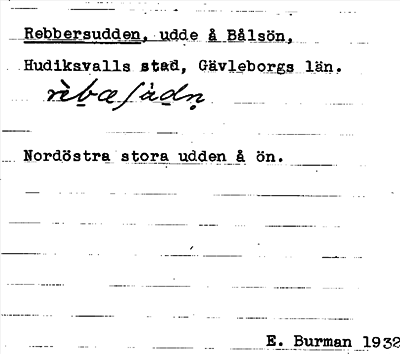 Rebbersudden, udde å Bålsön,
Hudiksvalls stad, Gävleborgs län.
Nordöstra stora udden å ön.
E. Burman 1932